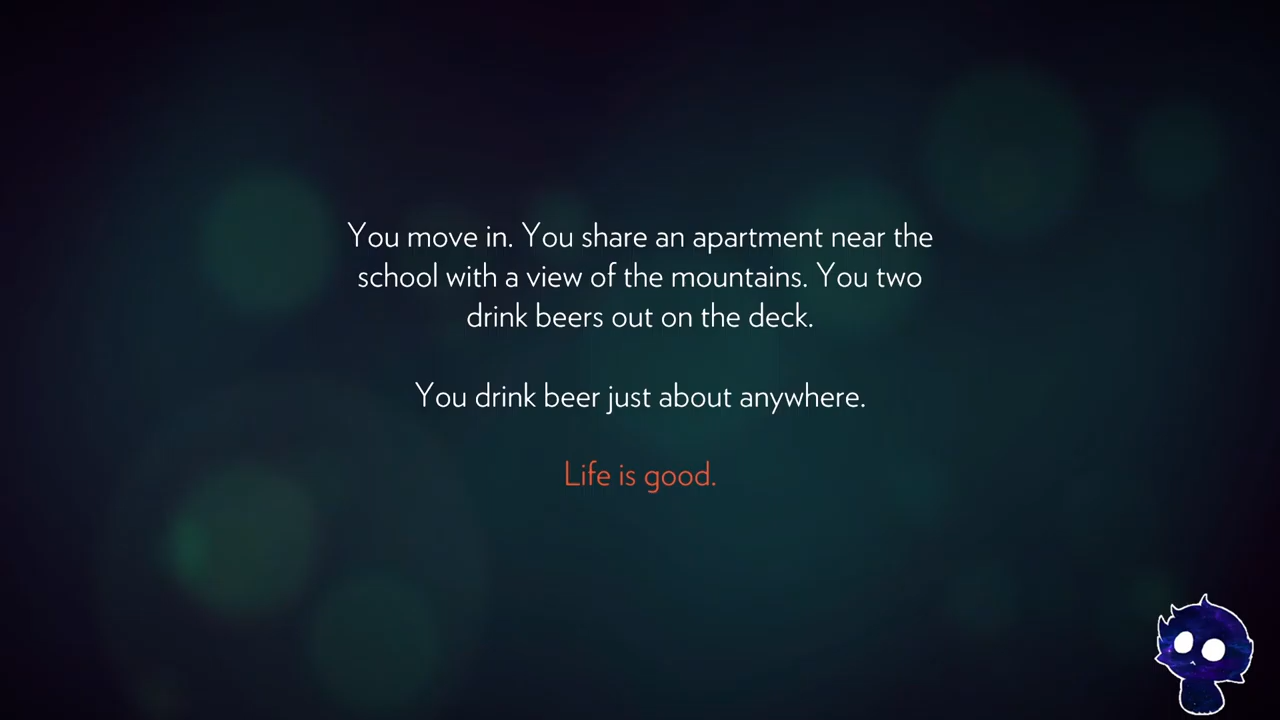 You move in. You share an apartment near the
school with a view of the mountains. You two
drink beers out on the deck.
You drink beer just about anywhere.
Life is good.